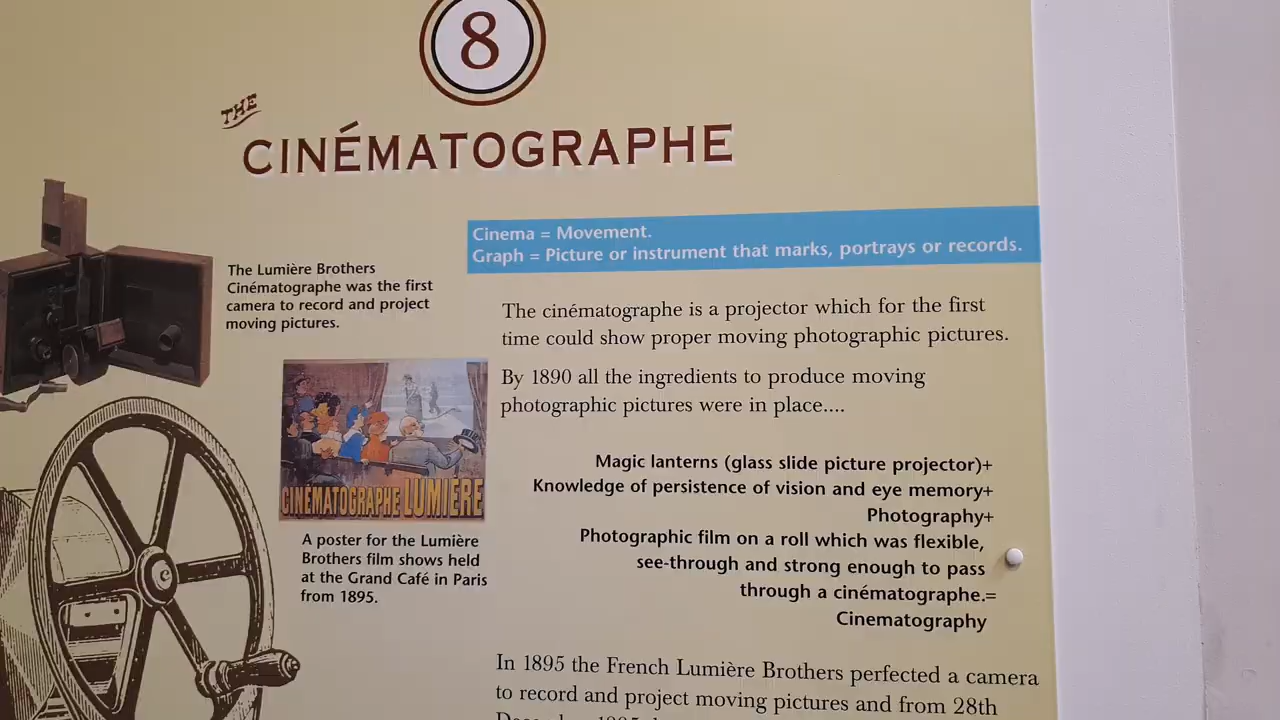 8
THE
CINÉMATOGRAPHE
Cinema = Movement.
Graph = Picture or instrument that marks, portrays or records.
The Lumière Brothers
Cinématographe was the first
camera to record and project
moving pictures.
The cinématographe is a projector which for the first
time could show proper moving photographic pictures.
By 1890 all the ingredients to produce moving
photographic pictures were in place....
CINÉMATOGRAPHE LUMIÈRE
A poster for the Lumière
Brothers film shows held
at the Grand Café in Paris
from 1895.
Magic lanterns (glass slide picture projector)+
Knowledge of persistence of vision and eye memory+
Photography+
Photographic film on a roll which was flexible,
see-through and strong enough to pass
through a cinématographe.=
Cinematography
In 1895 the French Lumière Brothers perfected a camera
to record and project moving pictures and from 28th